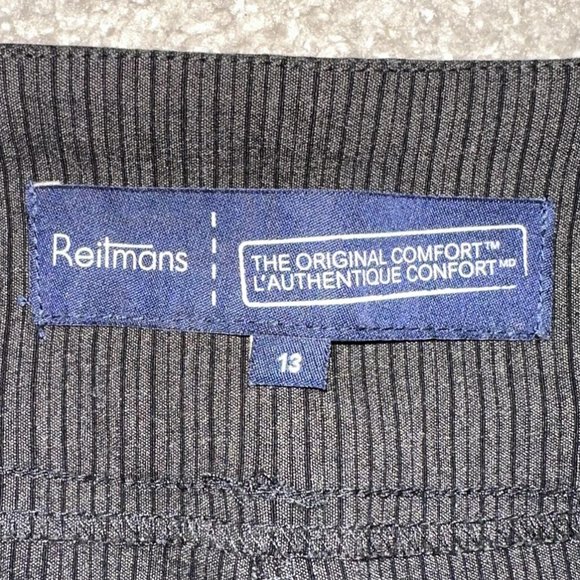 Reitmans
THE ORIGINAL COMFORT™
L'AUTHENTIQUE CONFORT MD
13